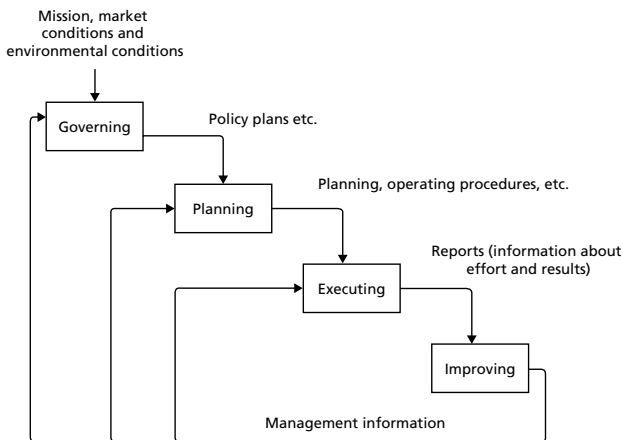 Mission, market
conditions and
environmental conditions
Governing
Policy plans etc.
Planning
Planning, operating procedures, etc.
Reports (information about
effort and results)
Executing
Improving
Management information